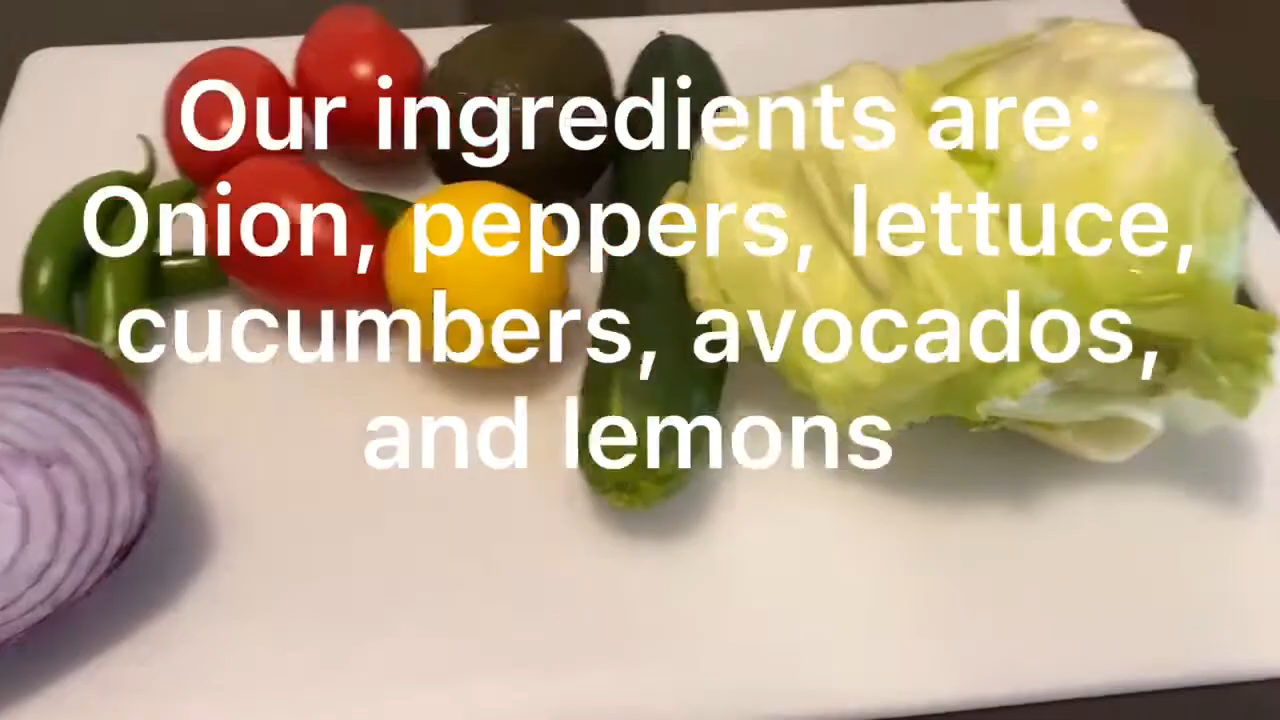 Our ingredients are:
Onion, peppers, lettuce,
cucumbers, avocados,
and lemons